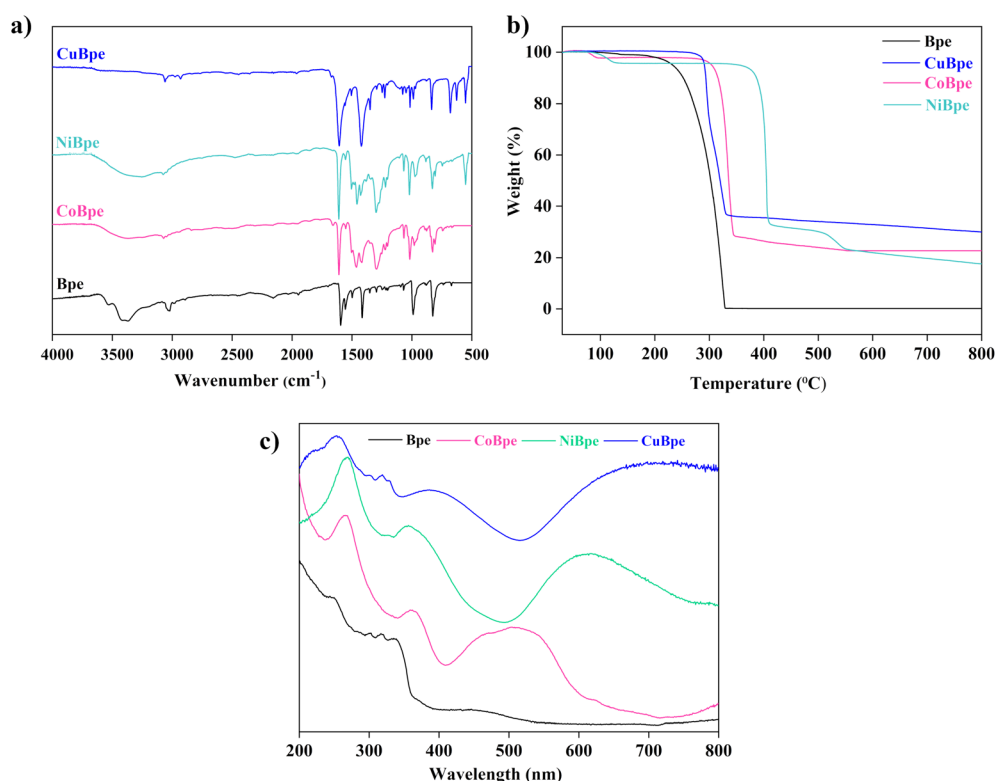 a)
CuBpe
NiBpe
CoBpe
Bpe
4000 3500 3000 2500 2000 1500 1000 500
Wavenumber (cm-1)
b)
Weight (%)
100
80
60
40
20
0
Bpe
CuBpe
CoBpe
NiBpe
100 200 300 400 500 600 700 800
Temperature (ºC)
c)
Bpe CoBpe NiBpe CuBpe
200 300 400 500 600 700 800
Wavelength (nm)